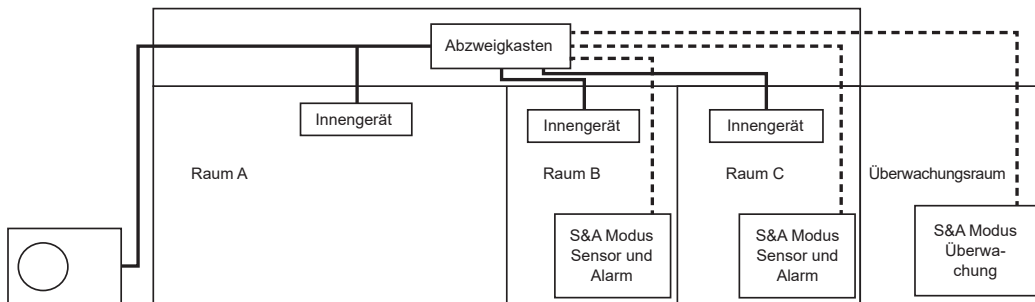 Abzweigkasten
Innengerät
Innengerät
Innengerät
Raum A
Raum B
Raum C
Überwachungsraum
S&A Modus
Sensor und
Alarm
S&A Modus
Sensor und
Alarm
S&A Modus
Überwa-
chung